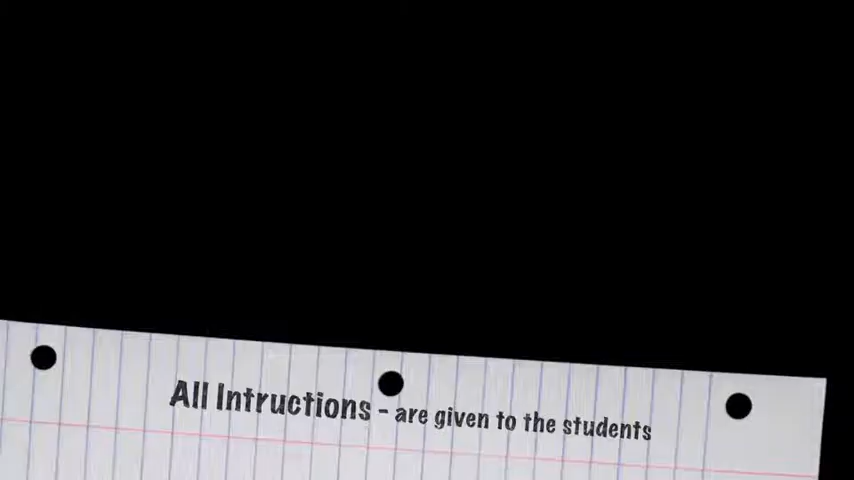 All Intructions - are given to the students